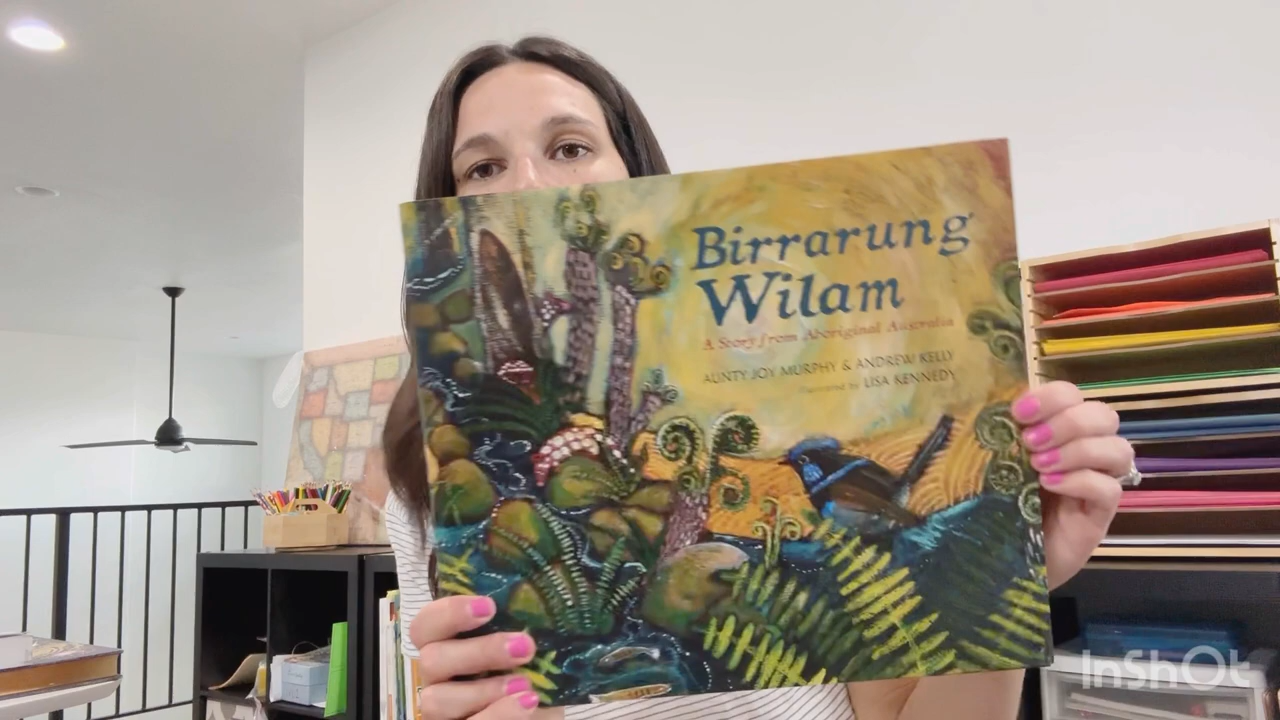 Birrarung
Wilam
A Story from Aboriginal Australia
AUNTY JOY MURPHY & ANDREW KELLY
illustrated by LISA KENNEDY
InShOt